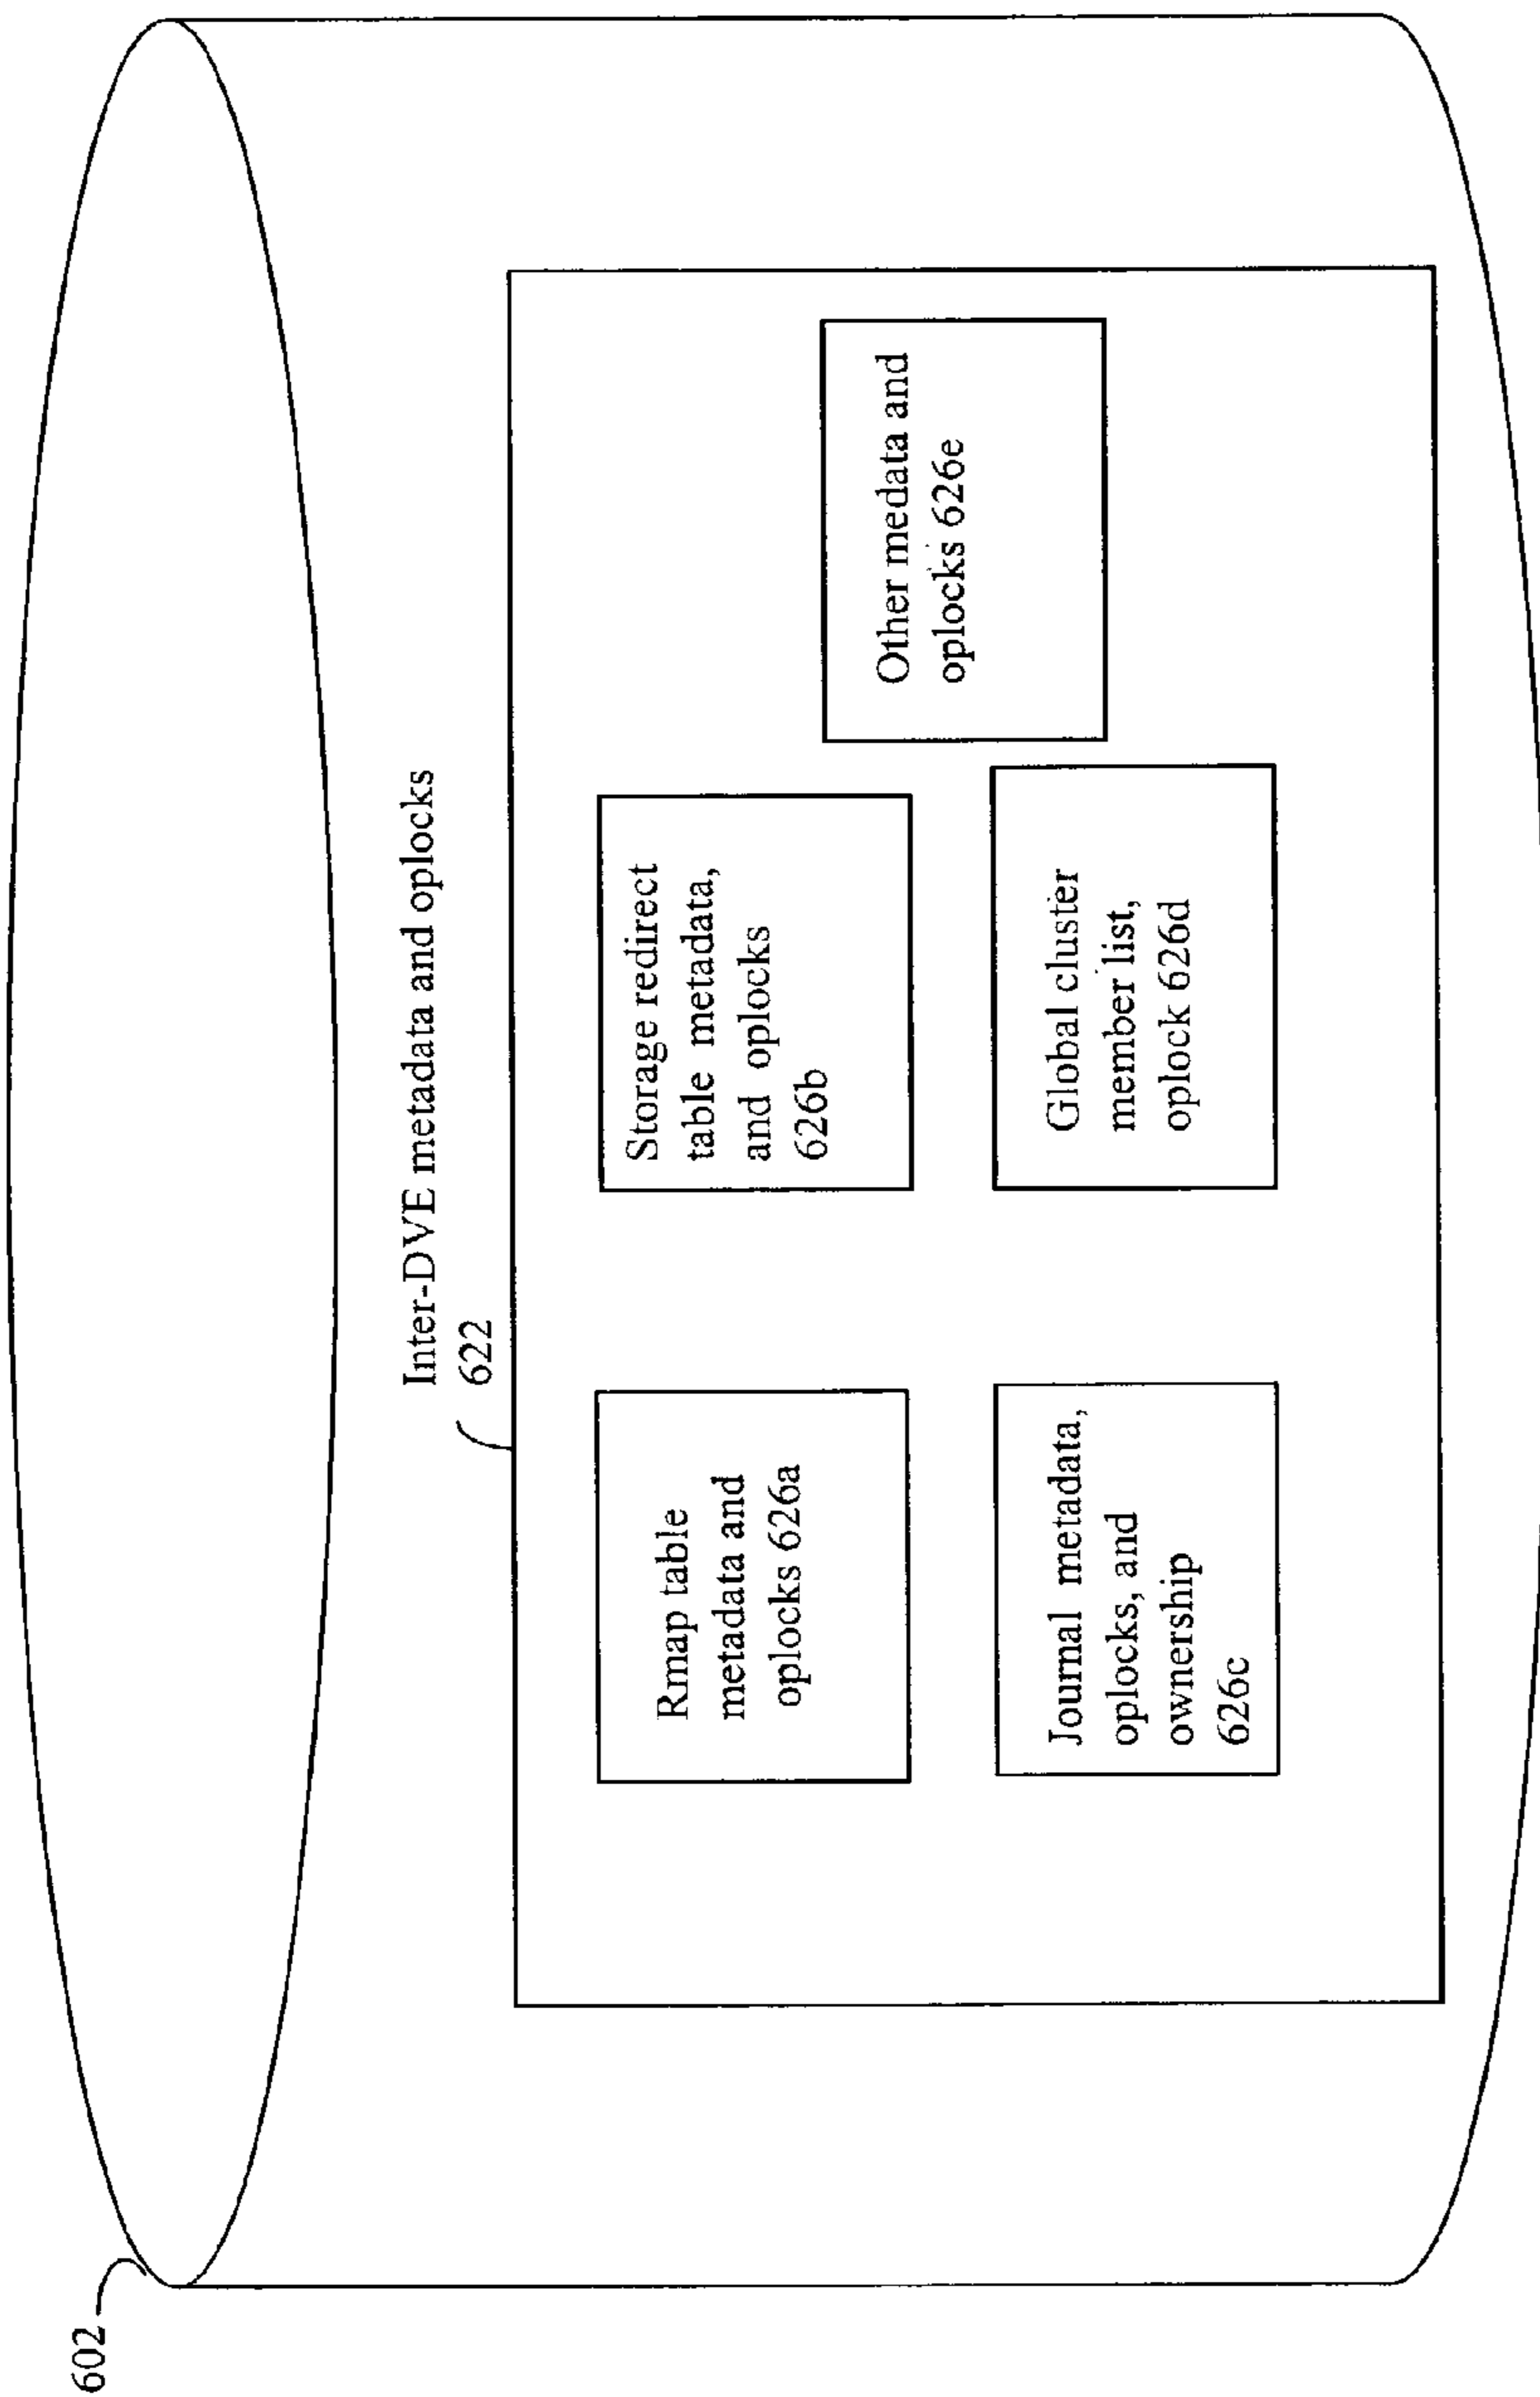 602
Inter-DVE metadata and oplocks
622
Rmap table
metadata and
oplocks 626a
Storage redirect
table metadata,
and oplocks
626b
Journal metadata,
oplocks, and
ownership
626c
Global cluster
member list,
oplock 626d
Other medata and
oplocks 626e